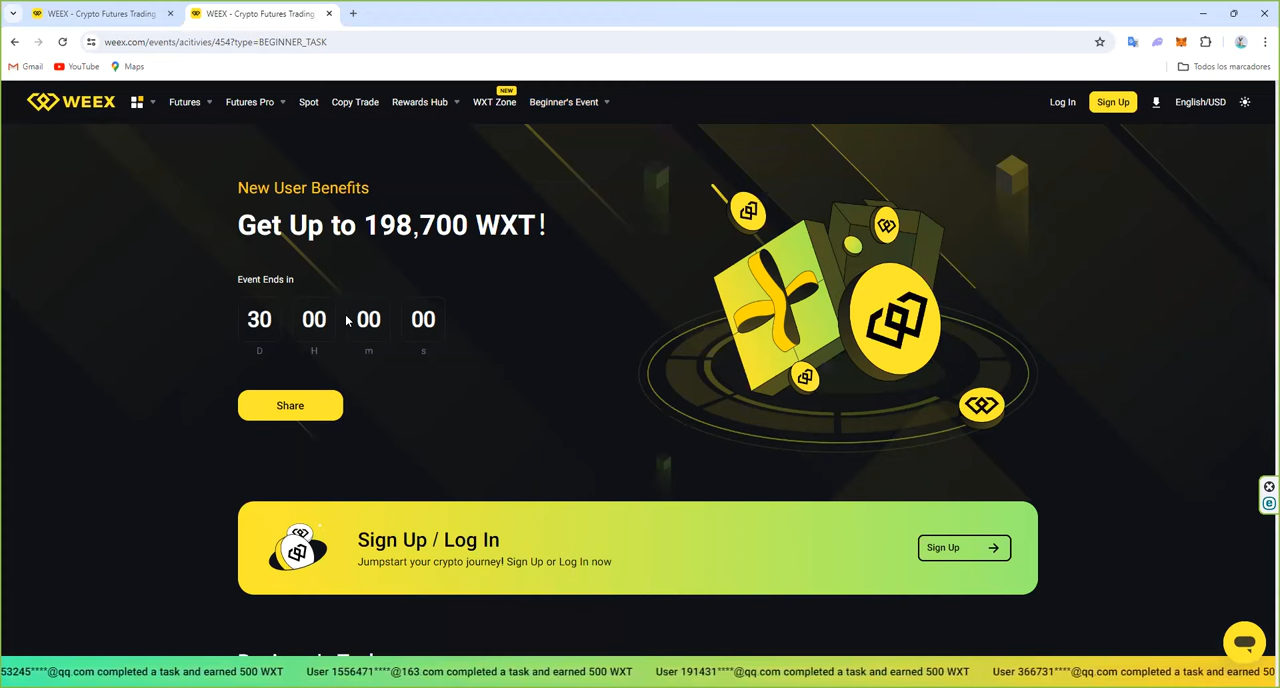 WEEX - Crypto Futures Trading
WEEX - Crypto Futures Trading
weex.com/events/acitivies/454?type=BEGINNER_TASK
Gmail
YouTube
Maps
Todos los marcadores
WEEX
Futures
Futures Pro
Spot
Copy Trade
Rewards Hub
NEW
WXT Zone
Beginner's Event
Log In
Sign Up
English/USD
New User Benefits
Get Up to 198,700 WXT!
Event Ends in
30 00 00 00
D H m s
Share
Sign Up / Log In
Jumpstart your crypto journey! Sign Up or Log In now
Sign Up
53245****@qq.com completed a task and earned 500 WXT User 1556471****@163.com completed a task and earned 500 WXT User 191431****@qq.com completed a task and earned 500 WXT User 366731****@qq.com completed a task and earned 50